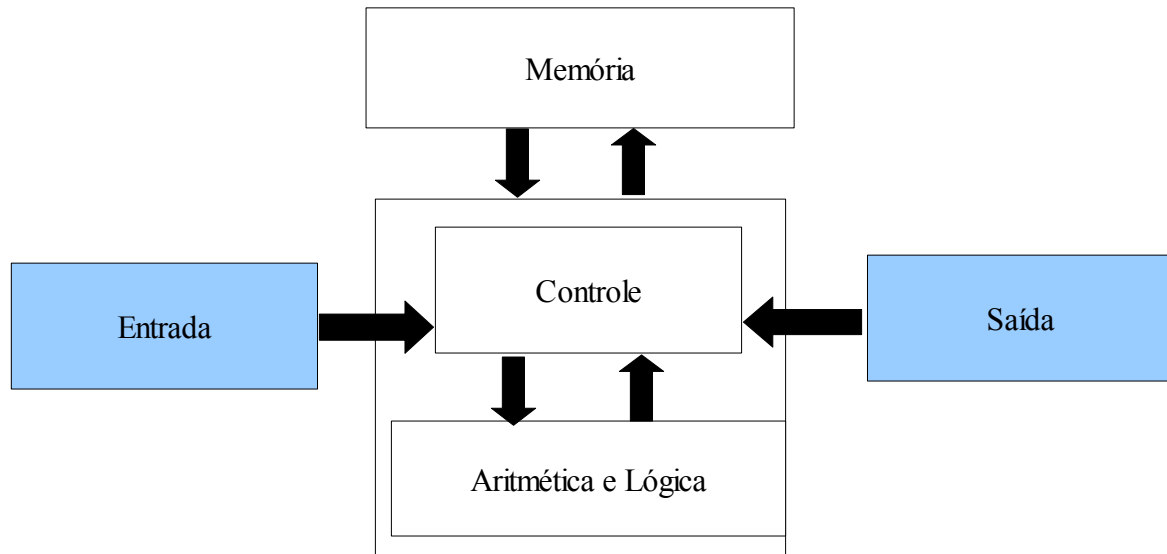 Memória
Controle
Entrada
Saída
Aritmética e Lógica